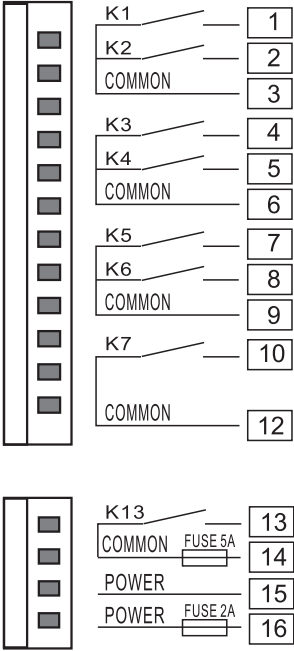 K1 1
K2 2
COMMON 3
K3 4
K4 5
COMMON 6
K5 7
K6 8
COMMON 9
K7 10
COMMON 12
K13 13
COMMON FUSE 5A 14
POWER 15
POWER FUSE 2A 16